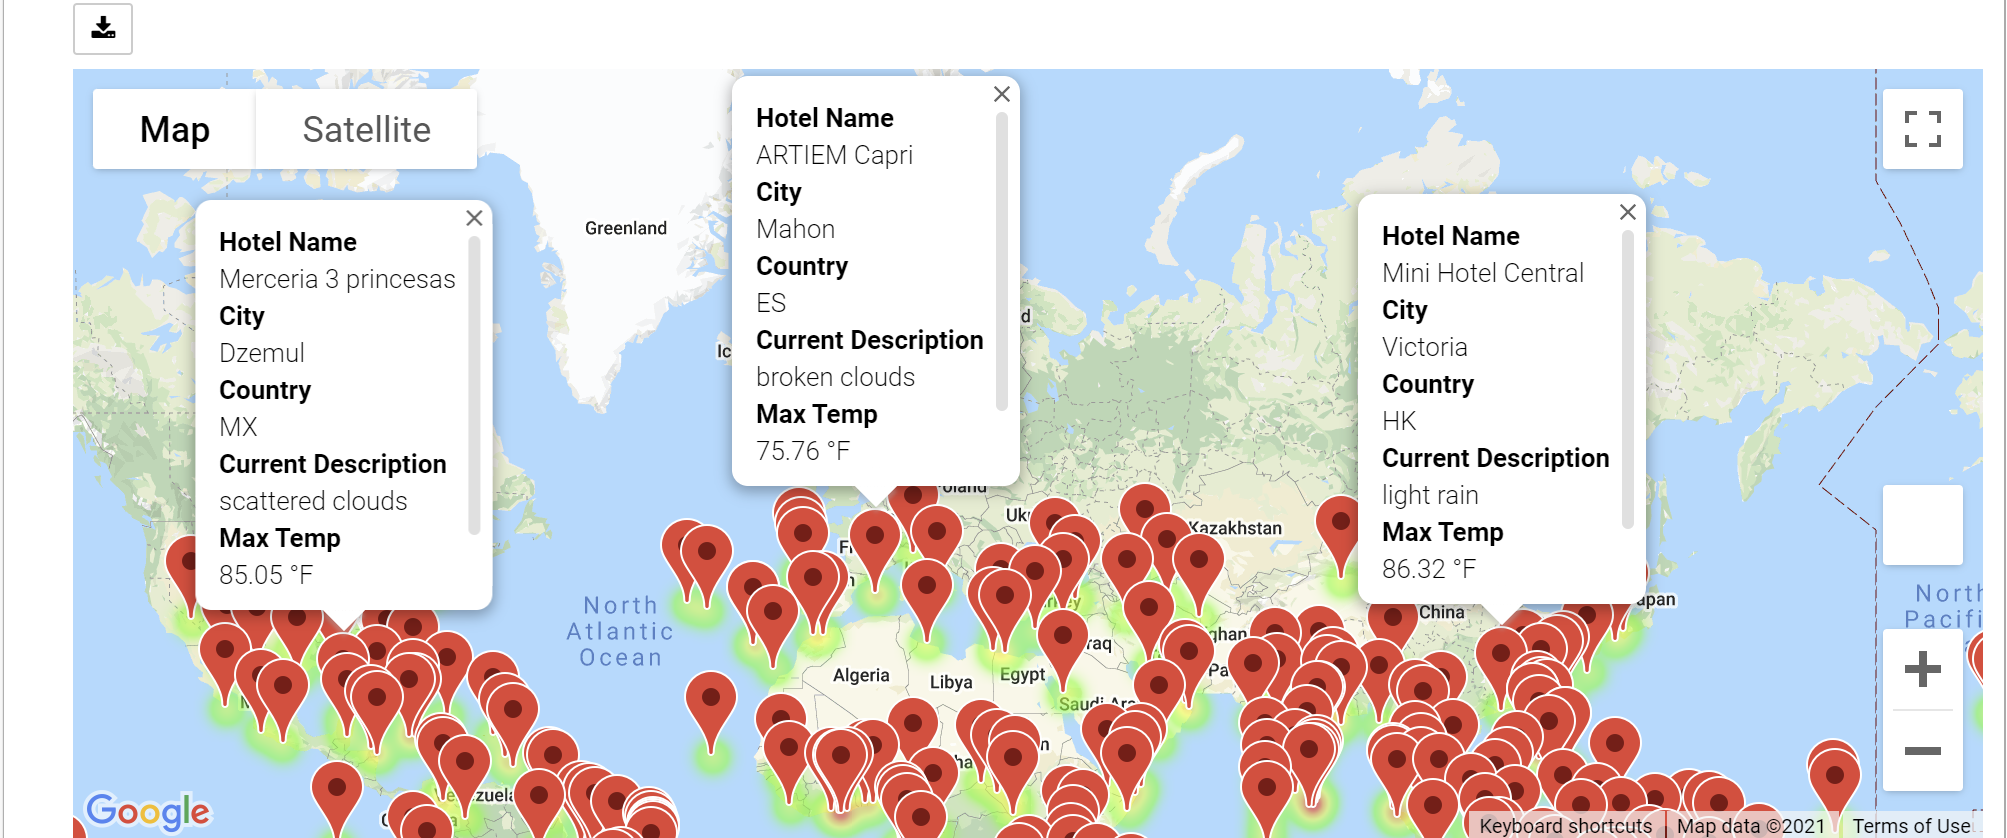 Map
Satellite
Hotel Name
Merceria 3 princesas
City
Dzemul
Country
MX
Current Description
scattered clouds
Max Temp
85.05 °F
Hotel Name
ARTIEM Capri
City
Mahon
Country
ES
Current Description
broken clouds
Max Temp
75.76 °F
Hotel Name
Mini Hotel Central
City
Victoria
Country
HK
Current Description
light rain
Max Temp
86.32 °F
Greenland
Kazakhstan
China
North
Atlantic
Ocean
North
Pacifi
Algeria
Libya
Egypt
Google
Keyboard shortcuts
Map data ©2021
Terms of Use